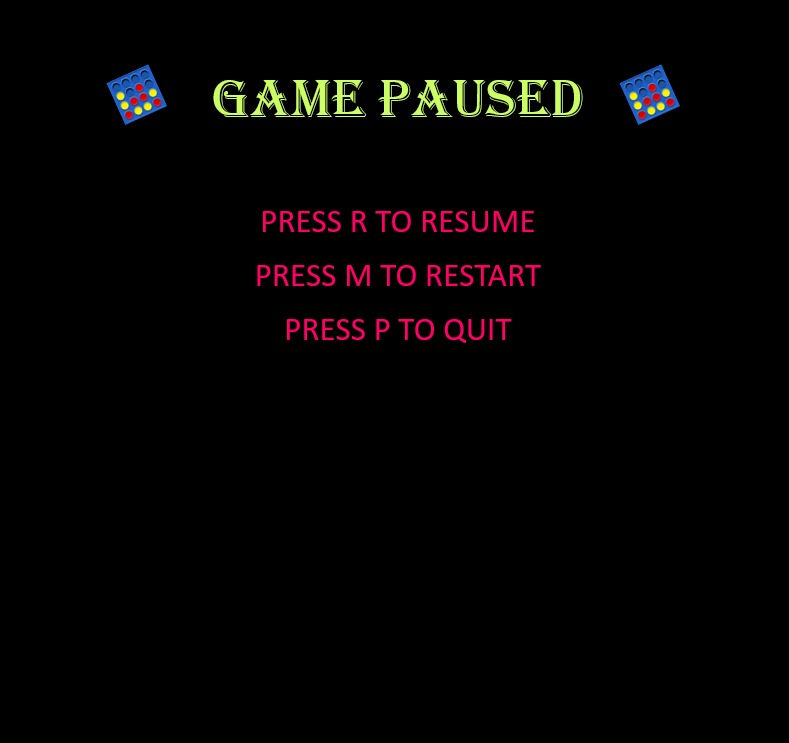 GAME PAUSED
PRESS R TO RESUME
PRESS M TO RESTART
PRESS P TO QUIT